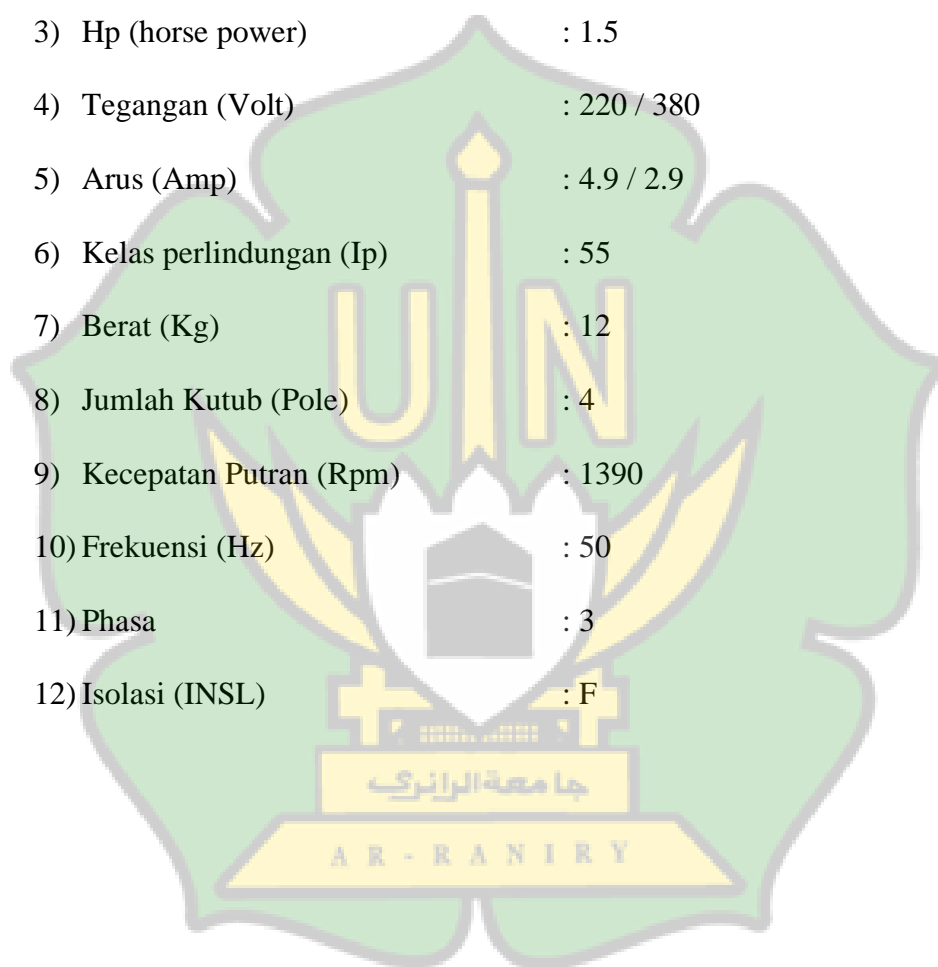 3) Hp (horse power) : 1.5
4) Tegangan (Volt) : 220 / 380
5) Arus (Amp) : 4.9 / 2.9
6) Kelas perlindungan (Ip) : 55
7) Berat (Kg) : 12
8) Jumlah Kutub (Pole) : 4
9) Kecepatan Putran (Rpm) : 1390
10) Frekuensi (Hz) : 50
11) Phasa : 3
12) Isolasi (INSL) : F
UIN
جامعةالرانرك
AR-RANIRY